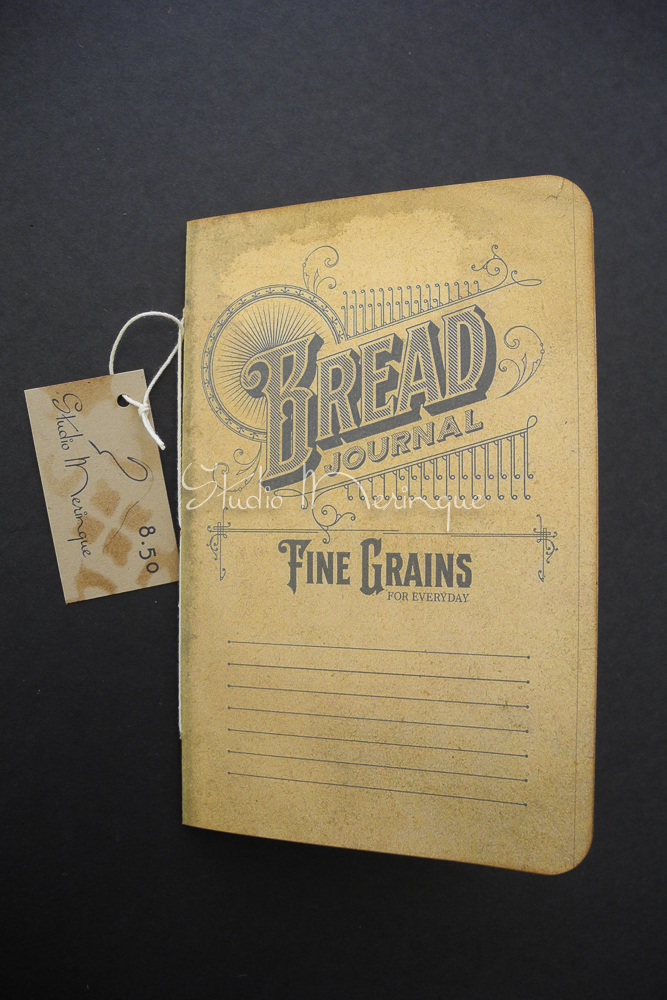 BREAD
JOURNAL
Studio Meringue
FINE GRAINS
FOR EVERYDAY
Studio Meringue
8.50